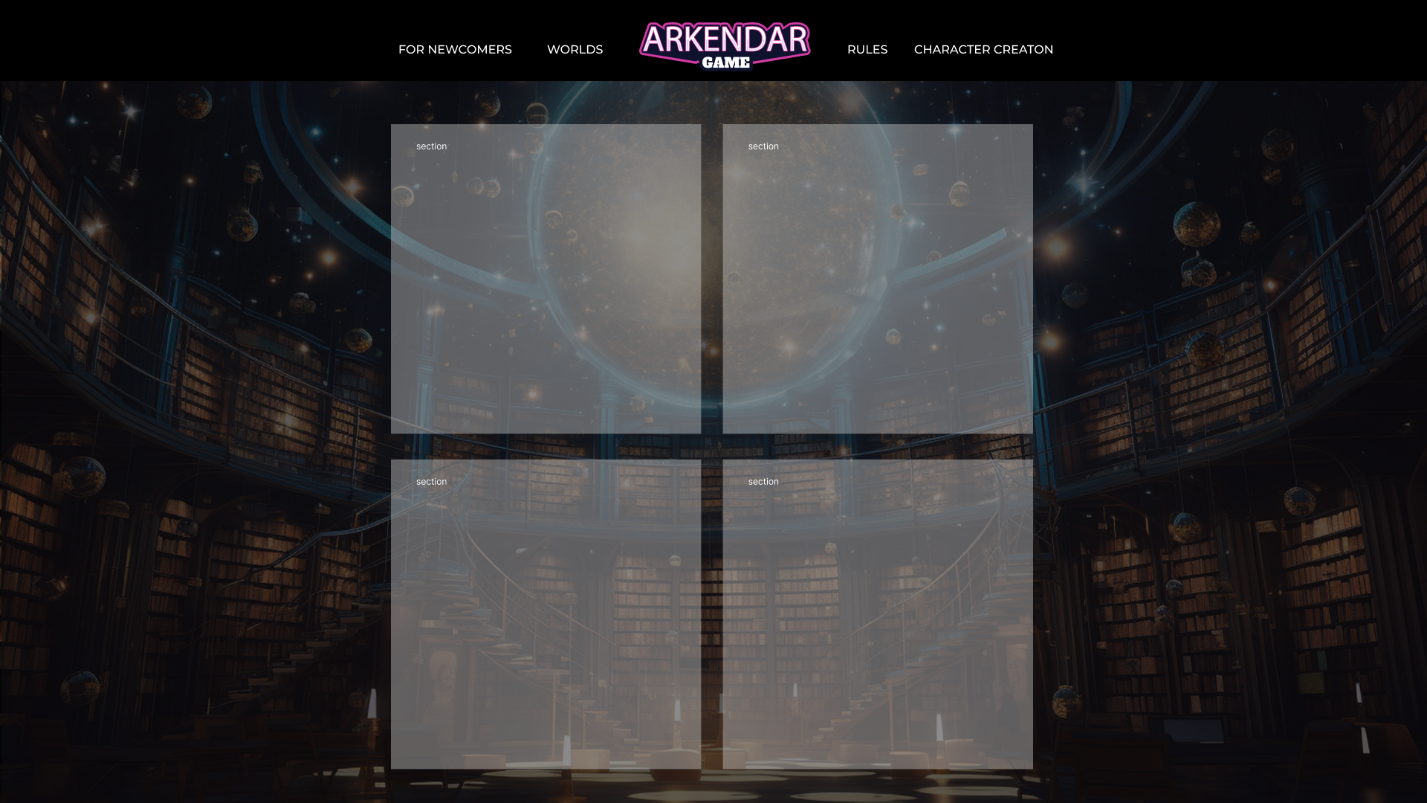 FOR NEWCOMERS
WORLDS
ARKENDAR
GAME
RULES
CHARACTER CREATON
section
section
section
section